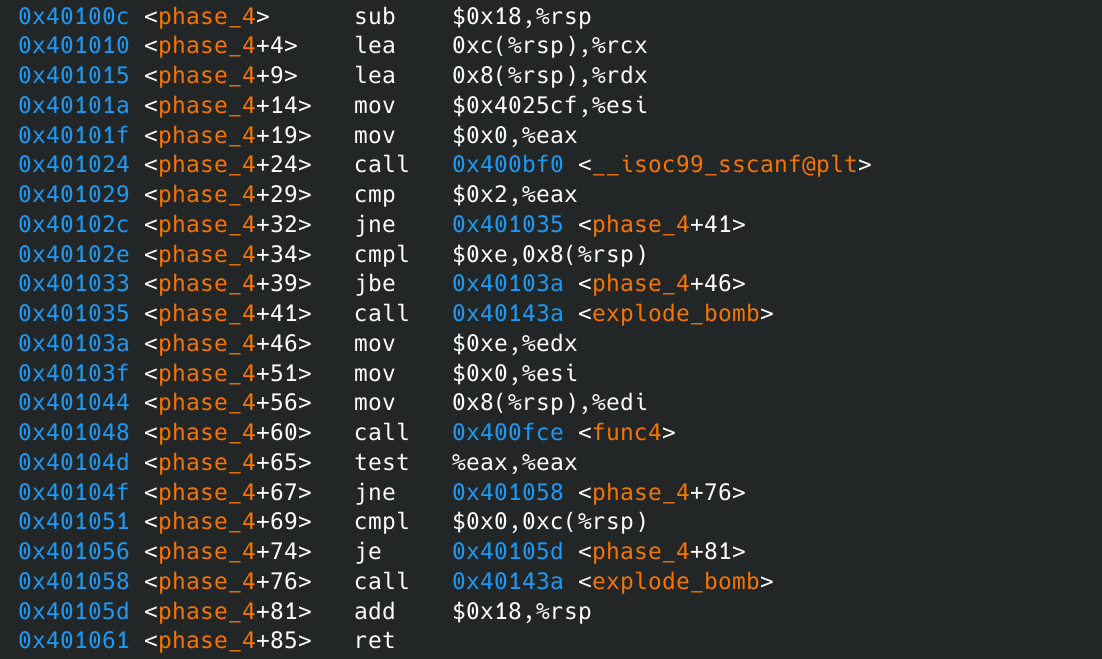 0x40100c <phase_4> sub $0x18,%rsp
0x401010 <phase_4+4> lea 0xc(%rsp),%rcx
0x401015 <phase_4+9> lea 0x8(%rsp),%rdx
0x40101a <phase_4+14> mov $0x4025cf,%esi
0x40101f <phase_4+19> mov $0x0,%eax
0x401024 <phase_4+24> call 0x400bf0 <__isoc99_sscanf@plt>
0x401029 <phase_4+29> cmp $0x2,%eax
0x40102c <phase_4+32> jne 0x401035 <phase_4+41>
0x40102e <phase_4+34> cmpl $0xe,0x8(%rsp)
0x401033 <phase_4+39> jbe 0x40103a <phase_4+46>
0x401035 <phase_4+41> call 0x40143a <explode_bomb>
0x40103a <phase_4+46> mov $0xe,%edx
0x40103f <phase_4+51> mov $0x0,%esi
0x401044 <phase_4+56> mov 0x8(%rsp),%edi
0x401048 <phase_4+60> call 0x400fce <func4>
0x40104d <phase_4+65> test %eax,%eax
0x40104f <phase_4+67> jne 0x401058 <phase_4+76>
0x401051 <phase_4+69> cmpl $0x0,0xc(%rsp)
0x401056 <phase_4+74> je 0x40105d <phase_4+81>
0x401058 <phase_4+76> call 0x40143a <explode_bomb>
0x40105d <phase_4+81> add $0x18,%rsp
0x401061 <phase_4+85> ret